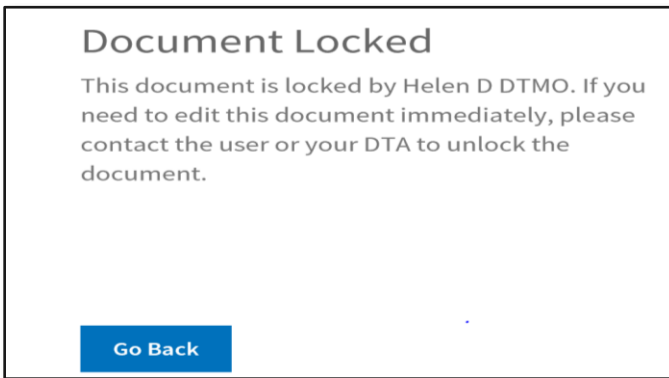 Document Locked
This document is locked by Helen D DTMO. If you
need to edit this document immediately, please
contact the user or your DTA to unlock the
document.
Go Back